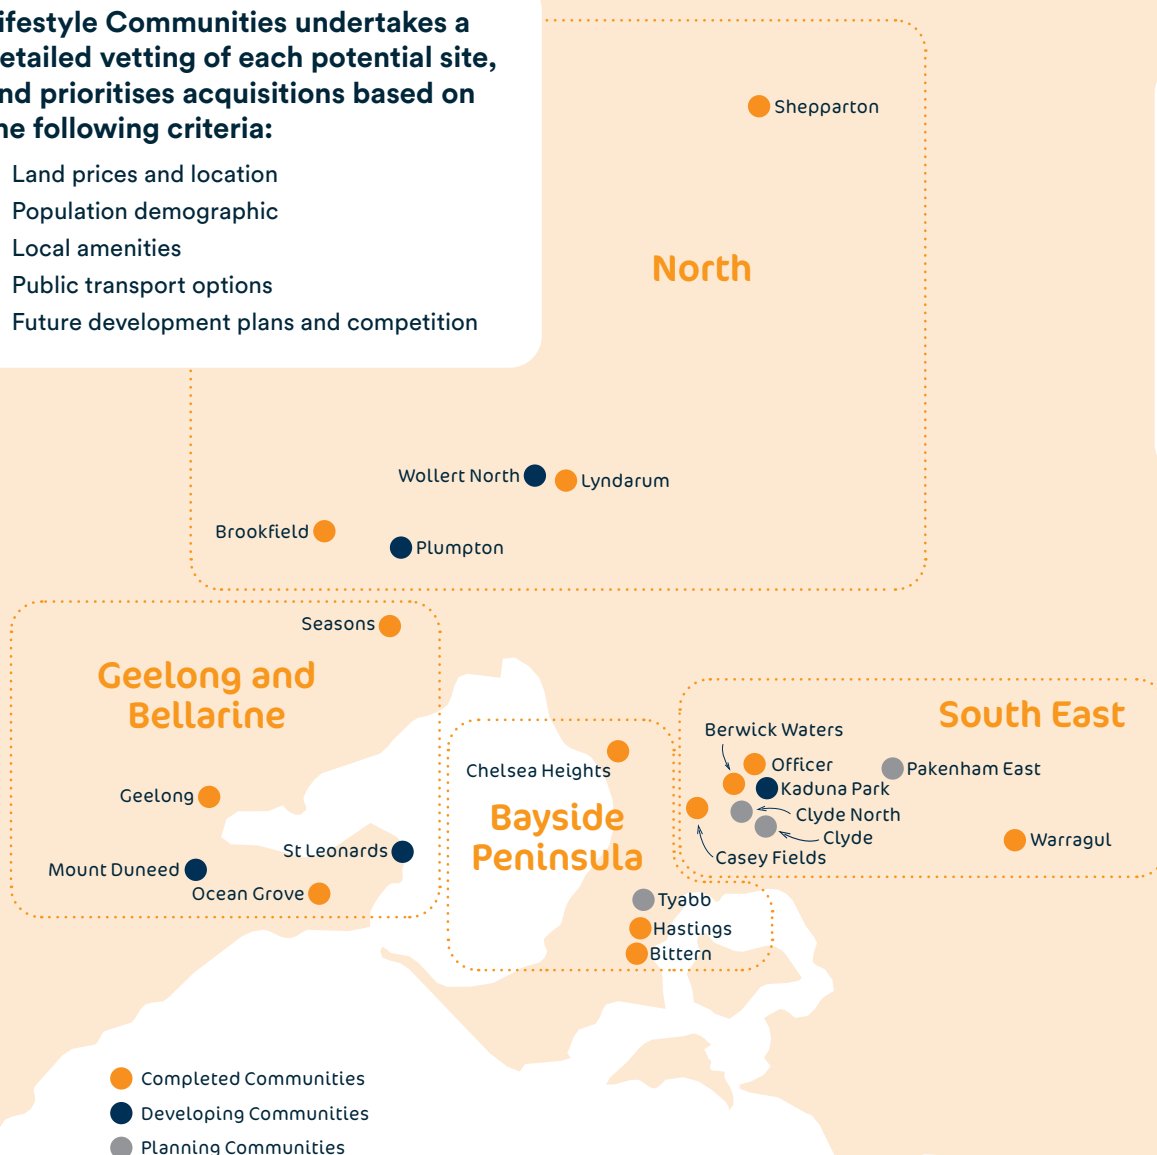 ifestyle Communities undertakes a
etailed vetting of each potential site,
nd prioritises acquisitions based on
he following criteria:
Land prices and location
Population demographic
Local amenities
Public transport options
Future development plans and competition
Shepparton
North
Wollert North
Lyndarum
Brookfield
Plumpton
Seasons
Geelong and
Bellarine
Geelong
St Leonards
Mount Duneed
Ocean Grove
Chelsea Heights
Bayside
Peninsula
Tyabb
Hastings
Bittern
South East
Berwick Waters
Officer
Pakenham East
Kaduna Park
Clyde North
Clyde
Warragul
Casey Fields
Completed Communities
Developing Communities
Planning Communities